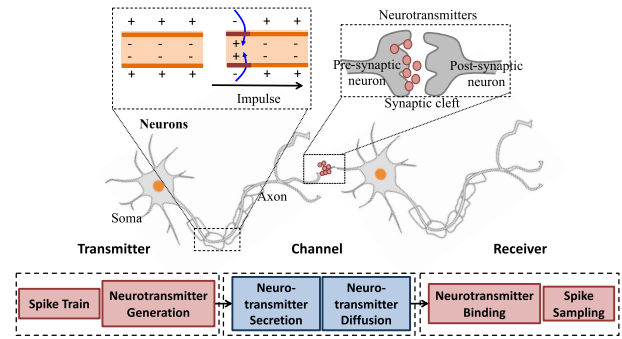 + + + - + +
- - - + - -
- - - + - -
+ + + - + +
Impulse
Neurotransmitters
Pre-synaptic
neuron
Post-synaptic
neuron
Synaptic cleft
Neurons
Soma
Axon
Transmitter
Channel
Receiver
Spike Train
Neurotransmitter
Generation
Neuro-
transmitter
Secretion
Neuro-
transmitter
Diffusion
Neurotransmitter
Binding
Spike
Sampling